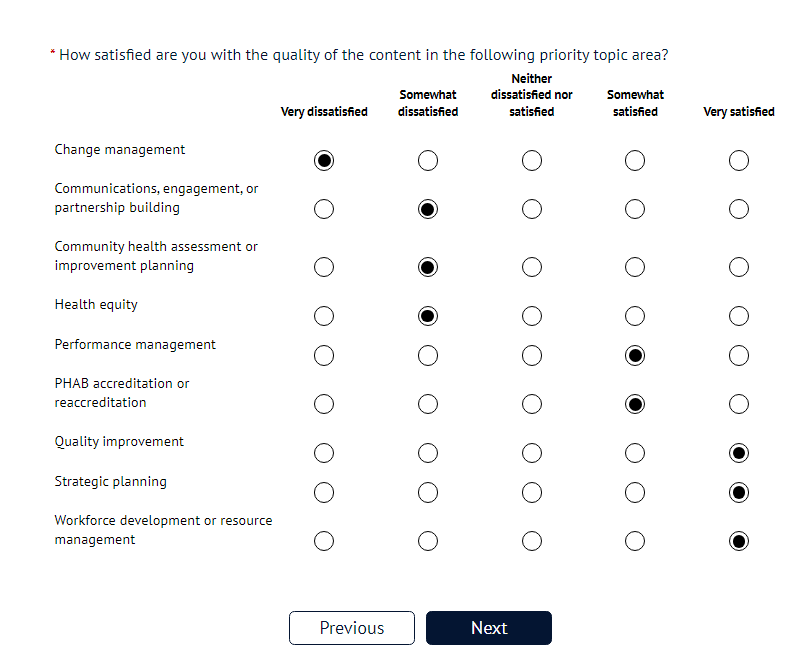 * How satisfied are you with the quality of the content in the following priority topic area?
Very dissatisfied
Somewhat
dissatisfied
Neither
dissatisfied nor
satisfied
Somewhat
satisfied
Very satisfied
Change management
Communications, engagement, or
partnership building
Community health assessment or
improvement planning
Health equity
Performance management
PHAB accreditation or
reaccreditation
Quality improvement
Strategic planning
Workforce development or resource
management
Previous
Next